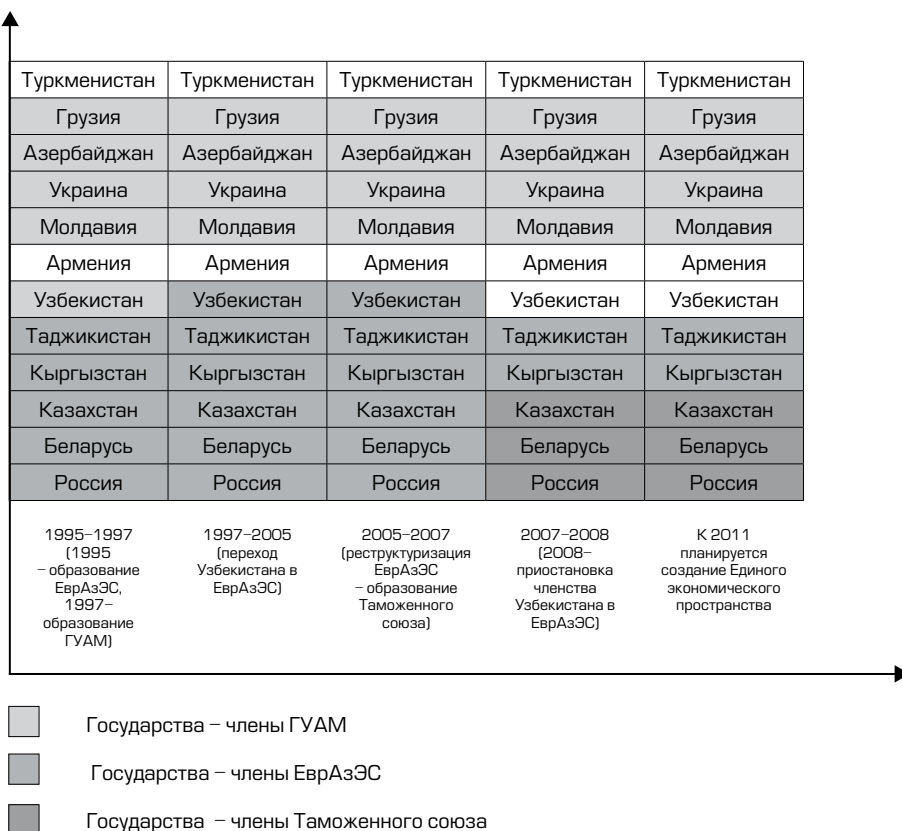 Туркменистан Туркменистан Туркменистан Туркменистан Туркменистан
Грузия Грузия Грузия Грузия Грузия
Азербайджан Азербайджан Азербайджан Азербайджан Азербайджан
Украина Украина Украина Украина Украина
Молдавия Молдавия Молдавия Молдавия Молдавия
Армения Армения Армения Армения Армения
Узбекистан Узбекистан Узбекистан Узбекистан Узбекистан
Таджикистан Таджикистан Таджикистан Таджикистан Таджикистан
Кыргызстан Кыргызстан Кыргызстан Кыргызстан Кыргызстан
Казахстан Казахстан Казахстан Казахстан Казахстан
Беларусь Беларусь Беларусь Беларусь Беларусь
Россия Россия Россия Россия Россия
1995–1997
(1995
– образование
ЕврАзЭС,
1997–
образование
ГУАМ)
1997–2005
(переход
Узбекистана в
ЕврАзЭС)
2005–2007
(реструктуризация
ЕврАзЭС
– образование
Таможенного
союза)
2007–2008
(2008–
приостановка
членства
Узбекистана в
ЕврАзЭС)
К 2011
планируется
создание Единого
экономического
пространства
Государства – члены ГУАМ
Государства – члены ЕврАзЭС
Государства – члены Таможенного союза